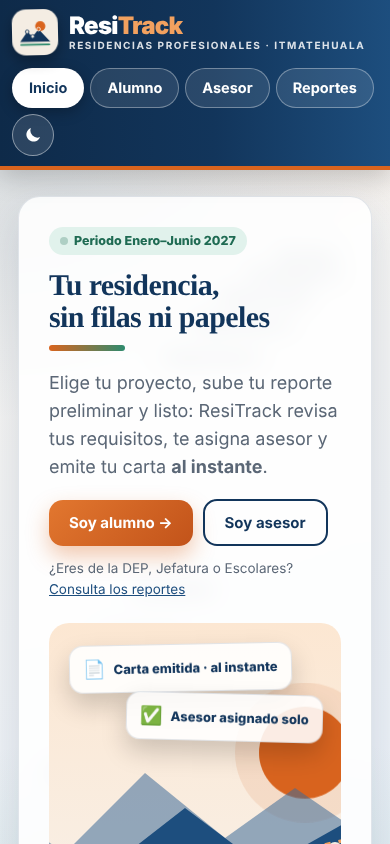 ResiTrack
RESIDENCIAS PROFESIONALES · ITMATEHUALA
Inicio
Alumno
Asesor
Reportes
Periodo Enero–Junio 2027
Tu residencia,
sin filas ni papeles
Elige tu proyecto, sube tu reporte
preliminar y listo: ResiTrack revisa
tus requisitos, te asigna asesor y
emite tu carta al instante.
Soy alumno →
Soy asesor
¿Eres de la DEP, Jefatura o Escolares?
Consulta los reportes
Carta emitida · al instante
Asesor asignado solo